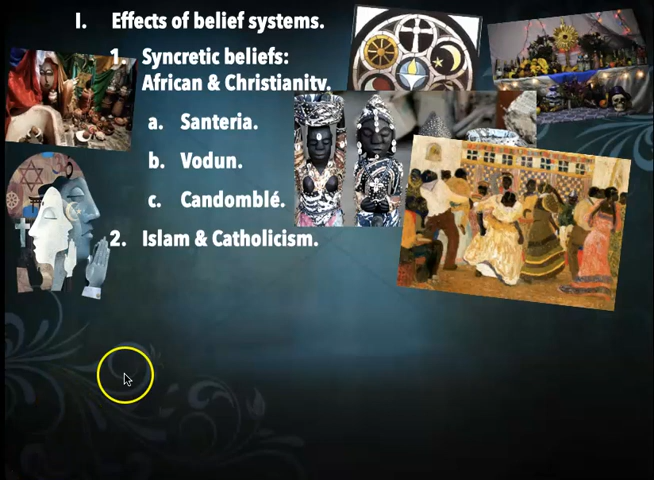 I. Effects of belief systems.
1. Syncretic beliefs:
African & Christianity.
a. Santeria.
b. Vodun.
c. Candomblé.
2. Islam & Catholicism.